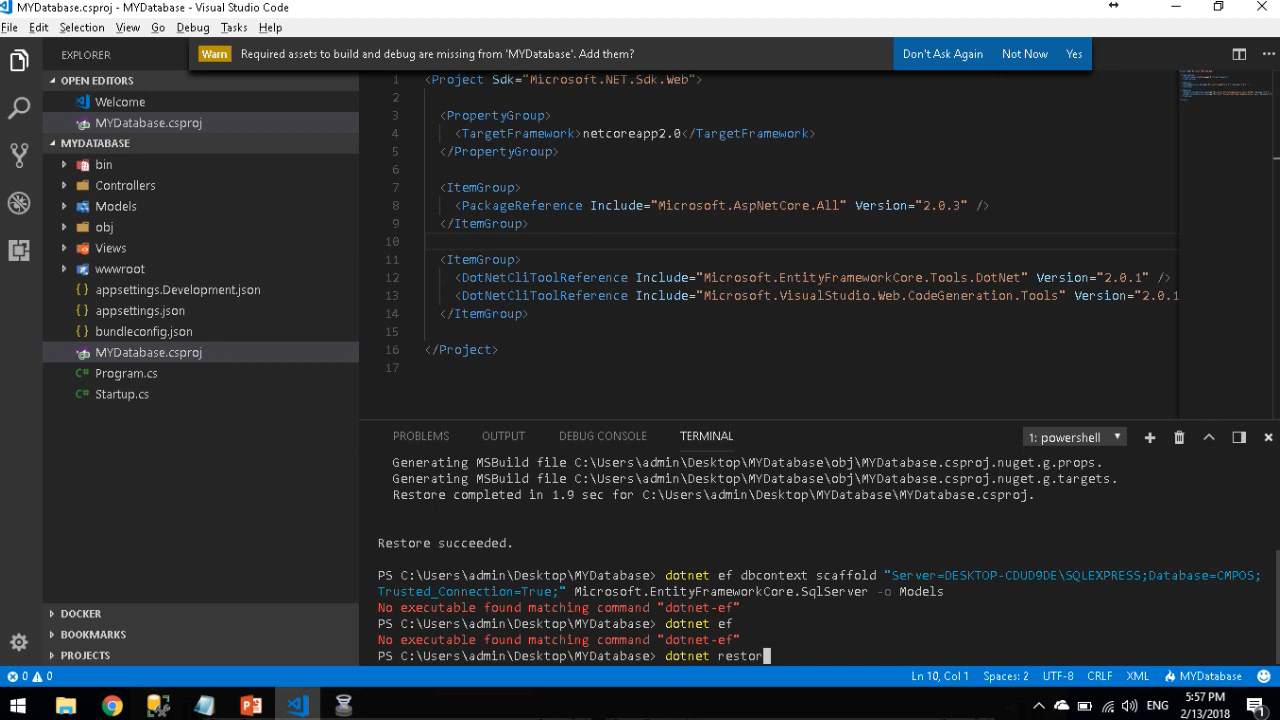 MYDatabase.csproj - MYDatabase - Visual Studio Code
File Edit Selection View Go Debug Tasks Help
EXPLORER
Warn Required assets to build and debug are missing from 'MYDatabase'. Add them? Don't Ask Again Not Now Yes
OPEN EDITORS
Welcome
MYDatabase.csproj
MYDATABASE
bin
Controllers
Models
obj
Views
wwwroot
appsettings.Development.json
appsettings.json
bundleconfig.json
MYDatabase.csproj
Program.cs
Startup.cs
DOCKER
BOOKMARKS
PROJECTS
1 <Project Sdk="Microsoft.NET.Sdk.Web">
2
3 <PropertyGroup>
4 <TargetFramework>netcoreapp2.0</TargetFramework>
5 </PropertyGroup>
6
7 <ItemGroup>
8 <PackageReference Include="Microsoft.AspNetCore.All" Version="2.0.3" />
9 </ItemGroup>
10
11 <ItemGroup>
12 <DotNetCliToolReference Include="Microsoft.EntityFrameworkCore.Tools.DotNet" Version="2.0.1" />
13 <DotNetCliToolReference Include="Microsoft.VisualStudio.Web.CodeGeneration.Tools" Version="2.0.1
14 </ItemGroup>
15
16 </Project>
17
PROBLEMS OUTPUT DEBUG CONSOLE TERMINAL 1: powershell
Generating MSBuild file C:\Users\admin\Desktop\MYDatabase\obj\MYDatabase.csproj.nuget.g.props.
Generating MSBuild file C:\Users\admin\Desktop\MYDatabase\obj\MYDatabase.csproj.nuget.g.targets.
Restore completed in 1.9 sec for C:\Users\admin\Desktop\MYDatabase\MYDatabase.csproj.
Restore succeeded.
PS C:\Users\admin\Desktop\MYDatabase> dotnet ef dbcontext scaffold "Server=DESKTOP-CDUD9DE\SQLEXPRESS;Database=CMPOS;
Trusted_Connection=True;" Microsoft.EntityFrameworkCore.SqlServer -o Models
No executable found matching command "dotnet-ef"
PS C:\Users\admin\Desktop\MYDatabase> dotnet ef
No executable found matching command "dotnet-ef"
PS C:\Users\admin\Desktop\MYDatabase> dotnet restor
0 0 Ln 10, Col 1 Spaces: 2 UTF-8 CRLF XML MYDatabase
ENG 5:57 PM
2/13/2018
1